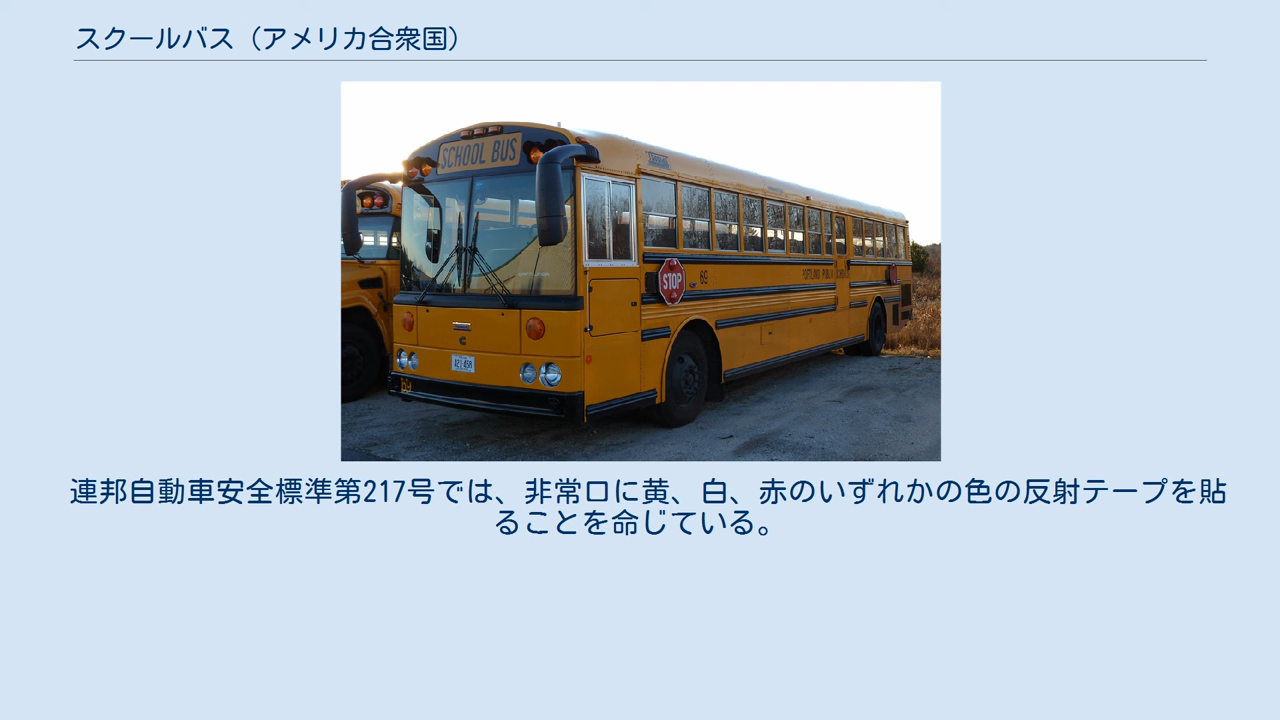 スクールバス（アメリカ合衆国）
SCHOOL BUS
STOP
69
連邦自動車安全標準第217号では、非常口に黄、白、赤のいずれかの色の反射テープを貼
ることを命じている。